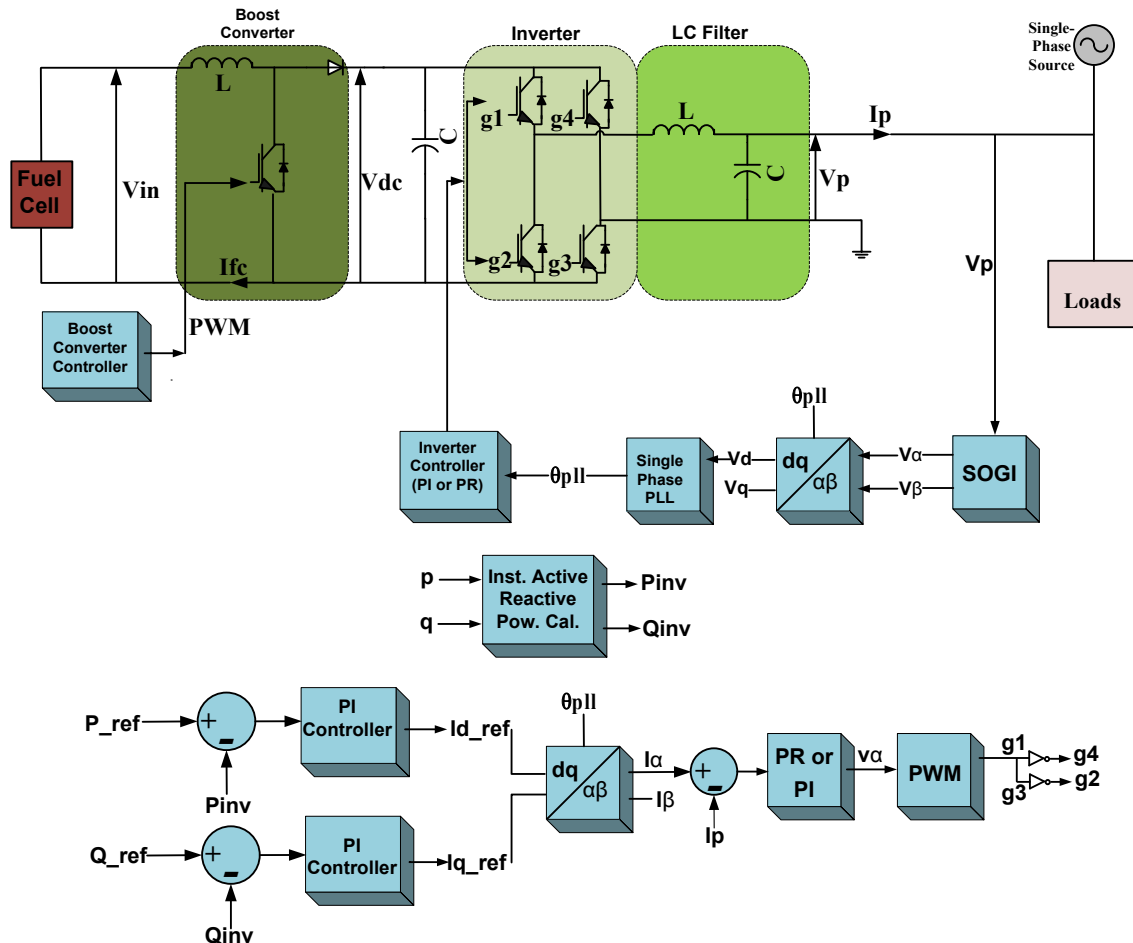 Boost
Converter
Inverter
LC Filter
Single-
Phase
Source
L
g1
g4
L
Ip
C
C
Fuel
Cell
Vin
Vdc
Vp
g2
g3
Ifc
Vp
Loads
PWM
Boost
Converter
Controller
θpll
Inverter
Controller
(PI or PR)
θpll
Single
Phase
PLL
Vd
Vq
dq
αβ
Vα
Vβ
SOGI
p
q
Inst. Active
Reactive
Pow. Cal.
Pinv
Qinv
P_ref
+
-
Pinv
PI
Controller
Id_ref
θpll
dq
αβ
Iα
Iβ
+
-
Ip
PR or
PI
vα
PWM
g1
g4
g3
g2
Q_ref
+
-
Qinv
PI
Controller
Iq_ref